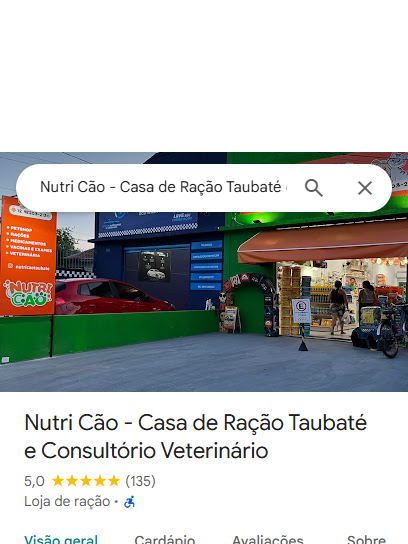 Nutri Cão - Casa de Ração Taubaté
PETSHOP
RAÇÕES
MEDICAMENTOS
VACINAS E EXAMES
VETERINÁRIA
nutricaotaubate
NUTRI
CÃO
Nutri Cão - Casa de Ração Taubaté
e Consultório Veterinário
5,0 ★★★★★ (135)
Loja de ração ·
Visão geral Cardápio Avaliações Sobre